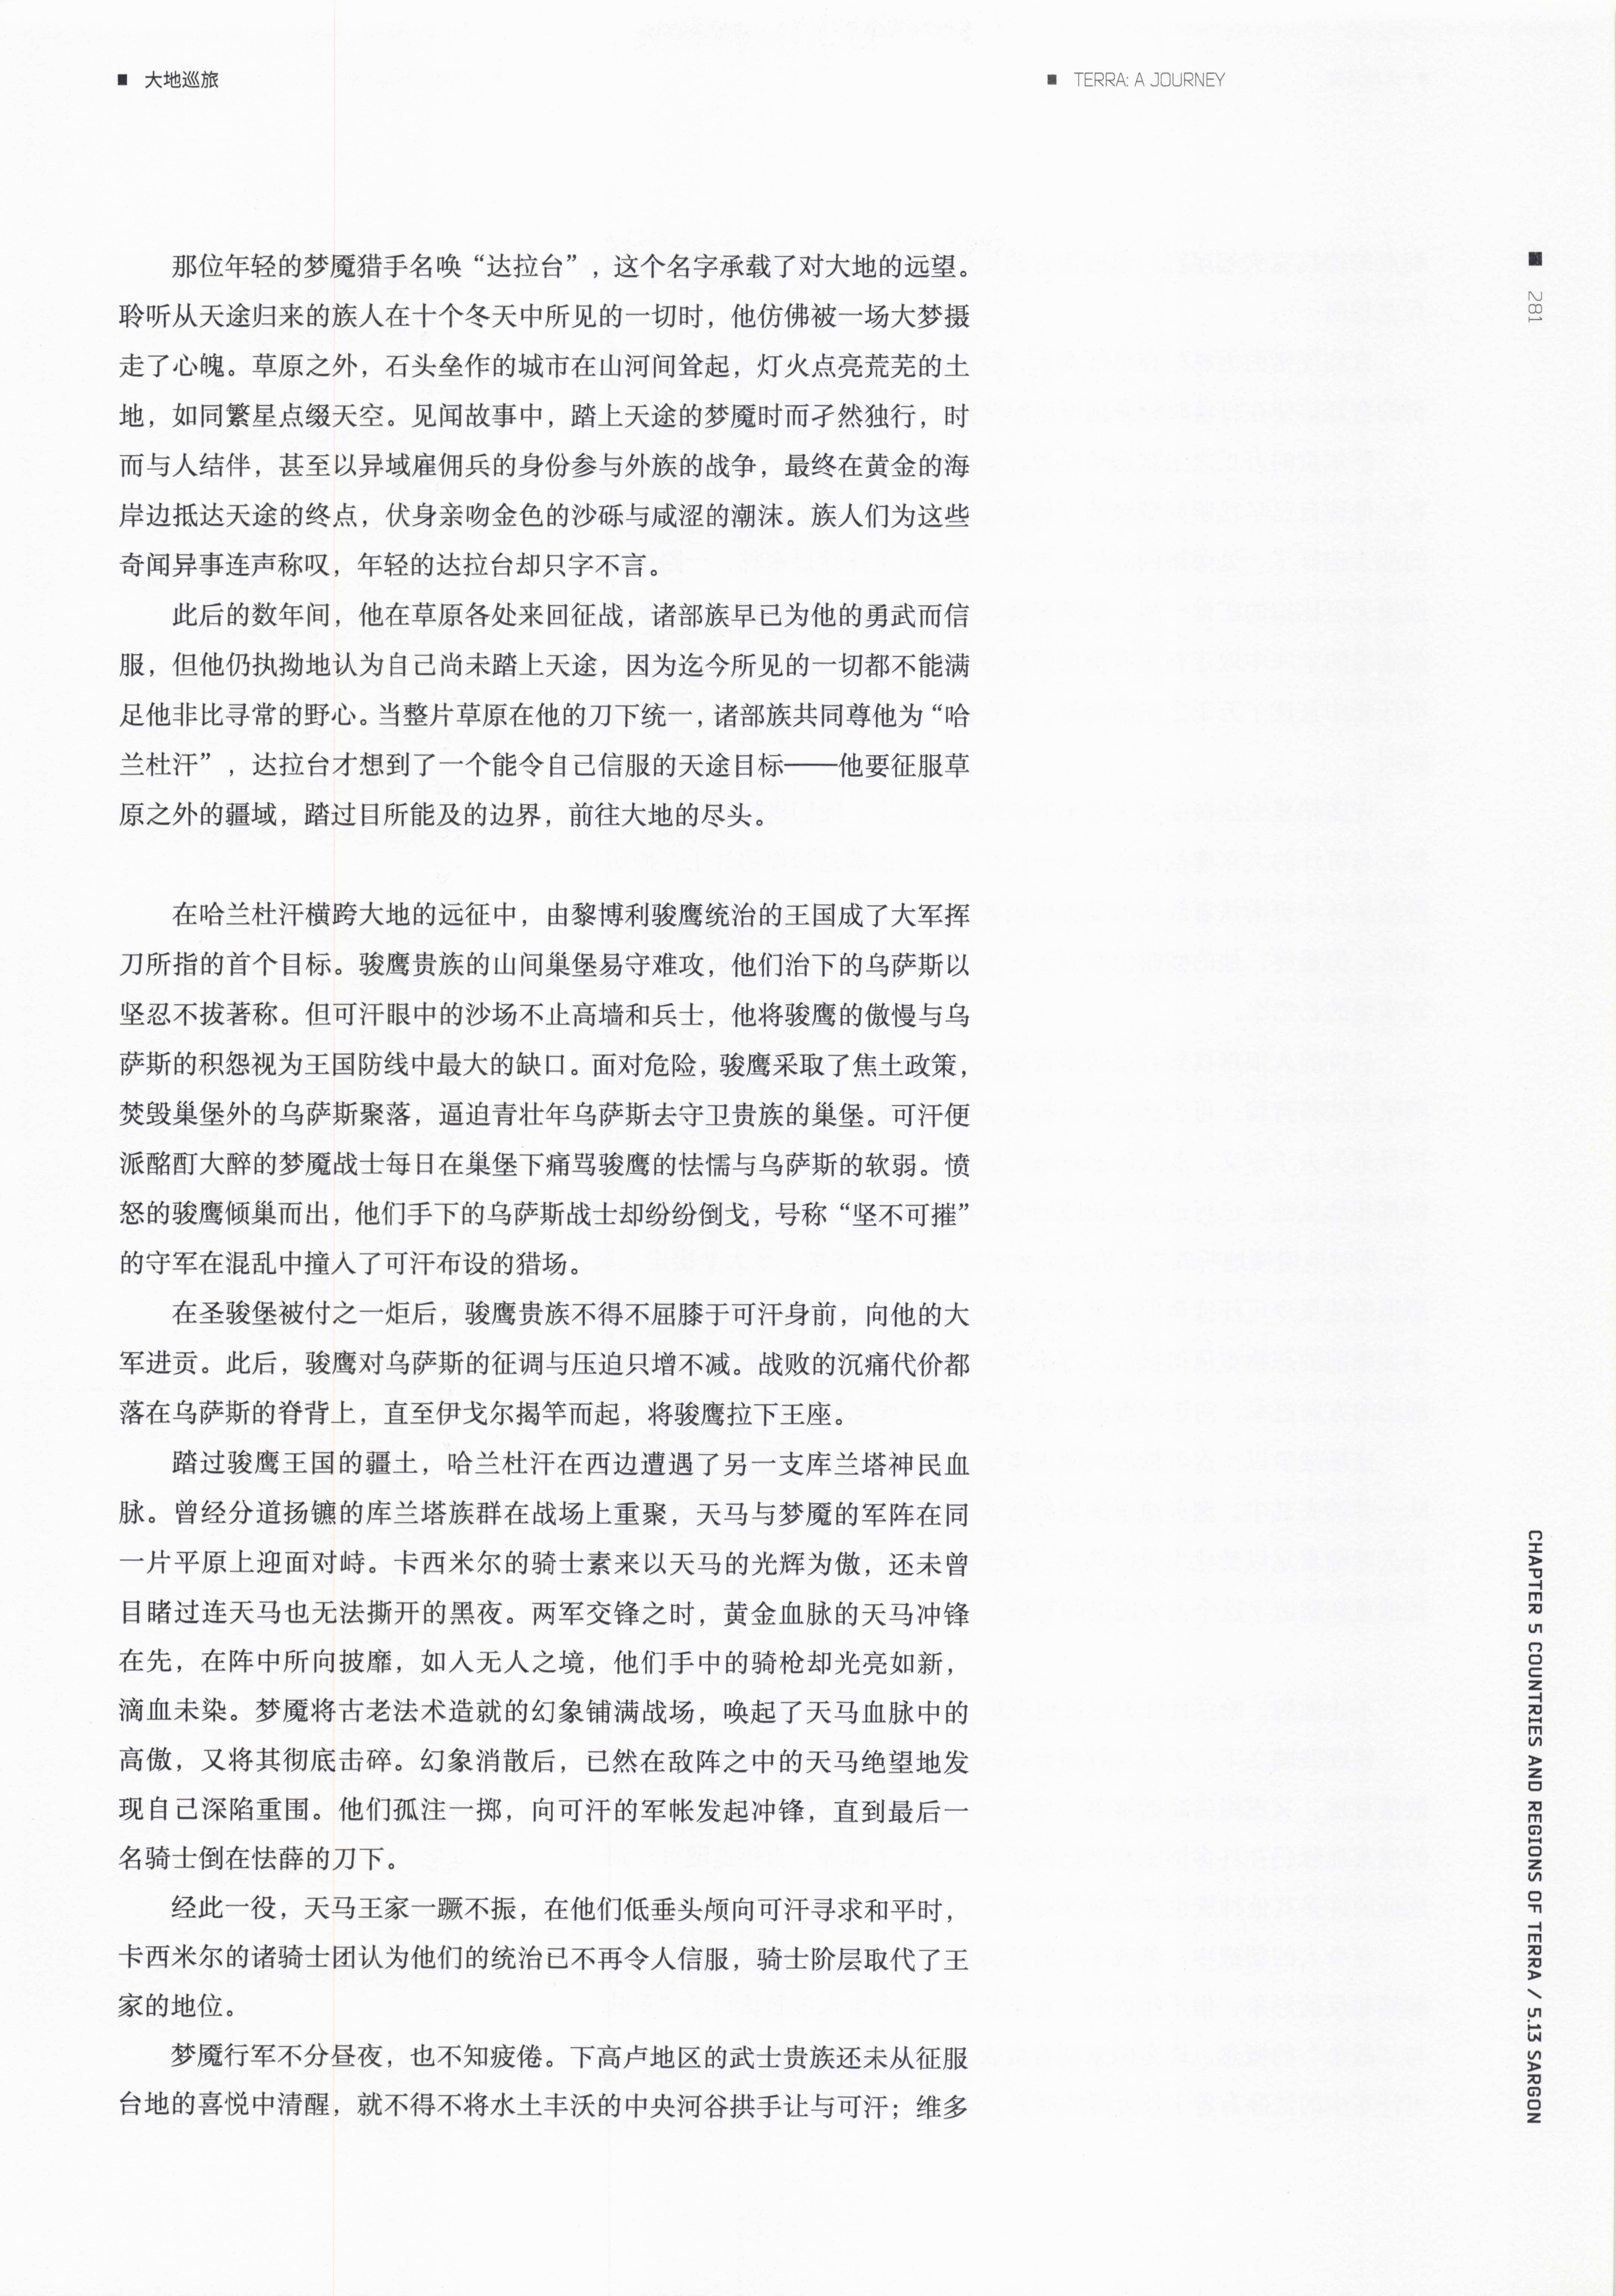 大地巡旅
TERRA: A JOURNEY
那位年轻的梦魇猎手名唤“达拉台”，这个名字承载了对大地的远望。
聆听从天途归来的族人在十个冬天中所见的一切时，他仿佛被一场大梦摄
走了心魄。草原之外，石头垒作的城市在山河间耸起，灯火点亮荒芜的土
地，如同繁星点缀天空。见闻故事中，踏上天途的梦魇时而孑然独行，时
而与人结伴，甚至以异域雇佣兵的身份参与外族的战争，最终在黄金的海
岸边抵达天途的终点，伏身亲吻金色的沙砾与咸涩的潮沫。族人们为这些
奇闻异事连声称叹，年轻的达拉台却只字不言。
此后的数年间，他在草原各处来回征战，诸部族早已为他的勇武而信
服，但他仍执拗地认为自己尚未踏上天途，因为迄今所见的一切都不能满
足他非比寻常的野心。当整片草原在他的刀下统一，诸部族共同尊他为“哈
兰杜汗”，达拉台才想到了一个能令自己信服的天途目标——他要征服草
原之外的疆域，踏过目所能及的边界，前往大地的尽头。
在哈兰杜汗横跨大地的远征中，由黎博利骏鹰统治的王国成了大军挥
刀所指的首个目标。骏鹰贵族的山间巢堡易守难攻，他们治下的乌萨斯以
坚忍不拔著称。但可汗眼中的沙场不止高墙和兵士，他将骏鹰的傲慢与乌
萨斯的积怨视为王国防线中最大的缺口。面对危险，骏鹰采取了焦土政策，
焚毁巢堡外的乌萨斯聚落，逼迫青壮年乌萨斯去守卫贵族的巢堡。可汗便
派酩酊大醉的梦魇战士每日在巢堡下痛骂骏鹰的怯懦与乌萨斯的软弱。愤
怒的骏鹰倾巢而出，他们手下的乌萨斯战士却纷纷倒戈，号称“坚不可摧”
的守军在混乱中撞入了可汗布设的猎场。
在圣骏堡被付之一炬后，骏鹰贵族不得不屈膝于可汗身前，向他的大
军进贡。此后，骏鹰对乌萨斯的征调与压迫只增不减。战败的沉痛代价都
落在乌萨斯的脊背上，直至伊戈尔揭竿而起，将骏鹰拉下王座。
踏过骏鹰王国的疆土，哈兰杜汗在西边遭遇了另一支库兰塔神民血
脉。曾经分道扬镳的库兰塔族群在战场上重聚，天马与梦魇的军阵在同
一片平原上迎面对峙。卡西米尔的骑士素来以天马的光辉为傲，还未曾
目睹过连天马也无法撕开的黑夜。两军交锋之时，黄金血脉的天马冲锋
在先，在阵中所向披靡，如入无人之境，他们手中的骑枪却光亮如新，
滴血未染。梦魇将古老法术造就的幻象铺满战场，唤起了天马血脉中的
高傲，又将其彻底击碎。幻象消散后，已然在敌阵之中的天马绝望地发
现自己深陷重围。他们孤注一掷，向可汗的军帐发起冲锋，直到最后一
名骑士倒在怯薛的刀下。
经此一役，天马王家一蹶不振，在他们低垂头颅向可汗寻求和平时，
卡西米尔的诸骑士团认为他们的统治已不再令人信服，骑士阶层取代了王
家的地位。
梦魇行军不分昼夜，也不知疲倦。下高卢地区的武士贵族还未从征服
台地的喜悦中清醒，就不得不将水土丰沃的中央河谷拱手让与可汗；维多
281
CHAPTER 5 COUNTRIES AND REGIONS OF TERRA / 5.13 SARGON